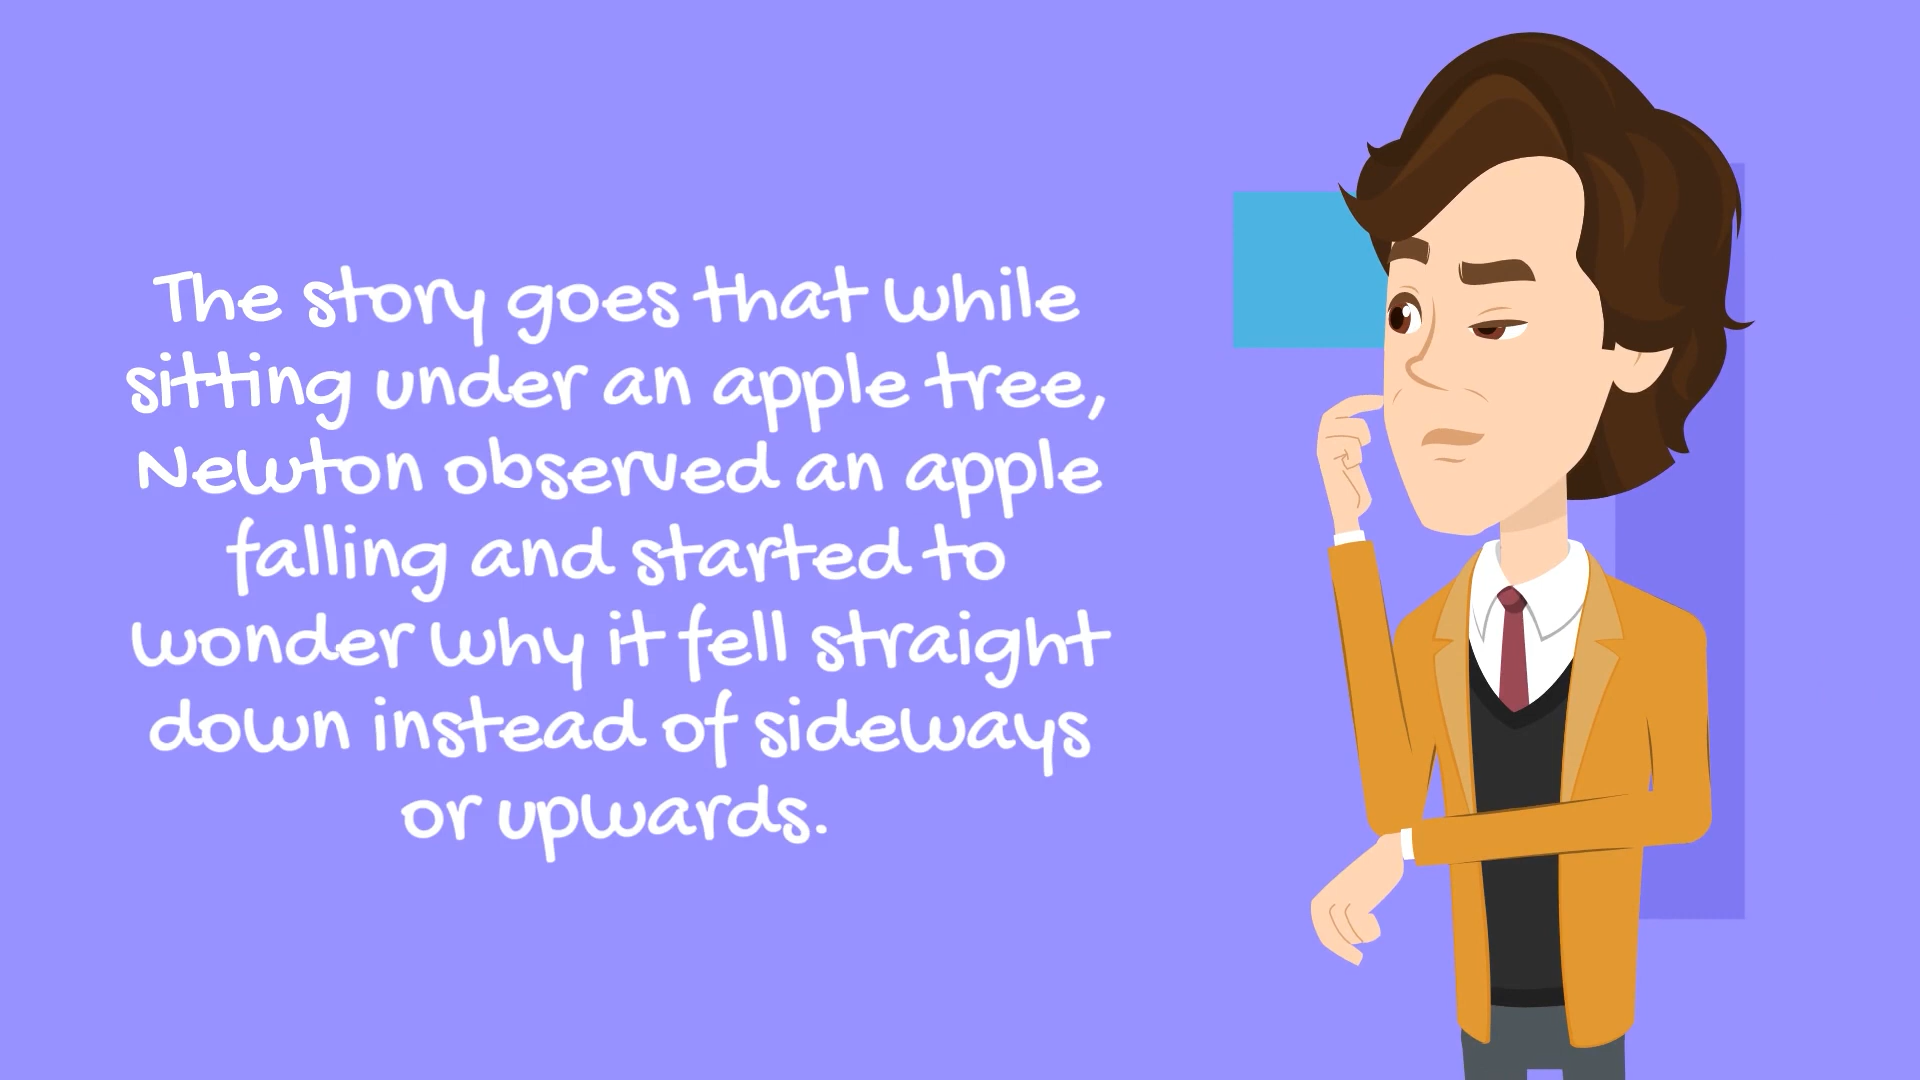 The story goes that while
sitting under an apple tree,
Newton observed an apple
falling and started to
wonder why it fell straight
down instead of sideways
or upwards.